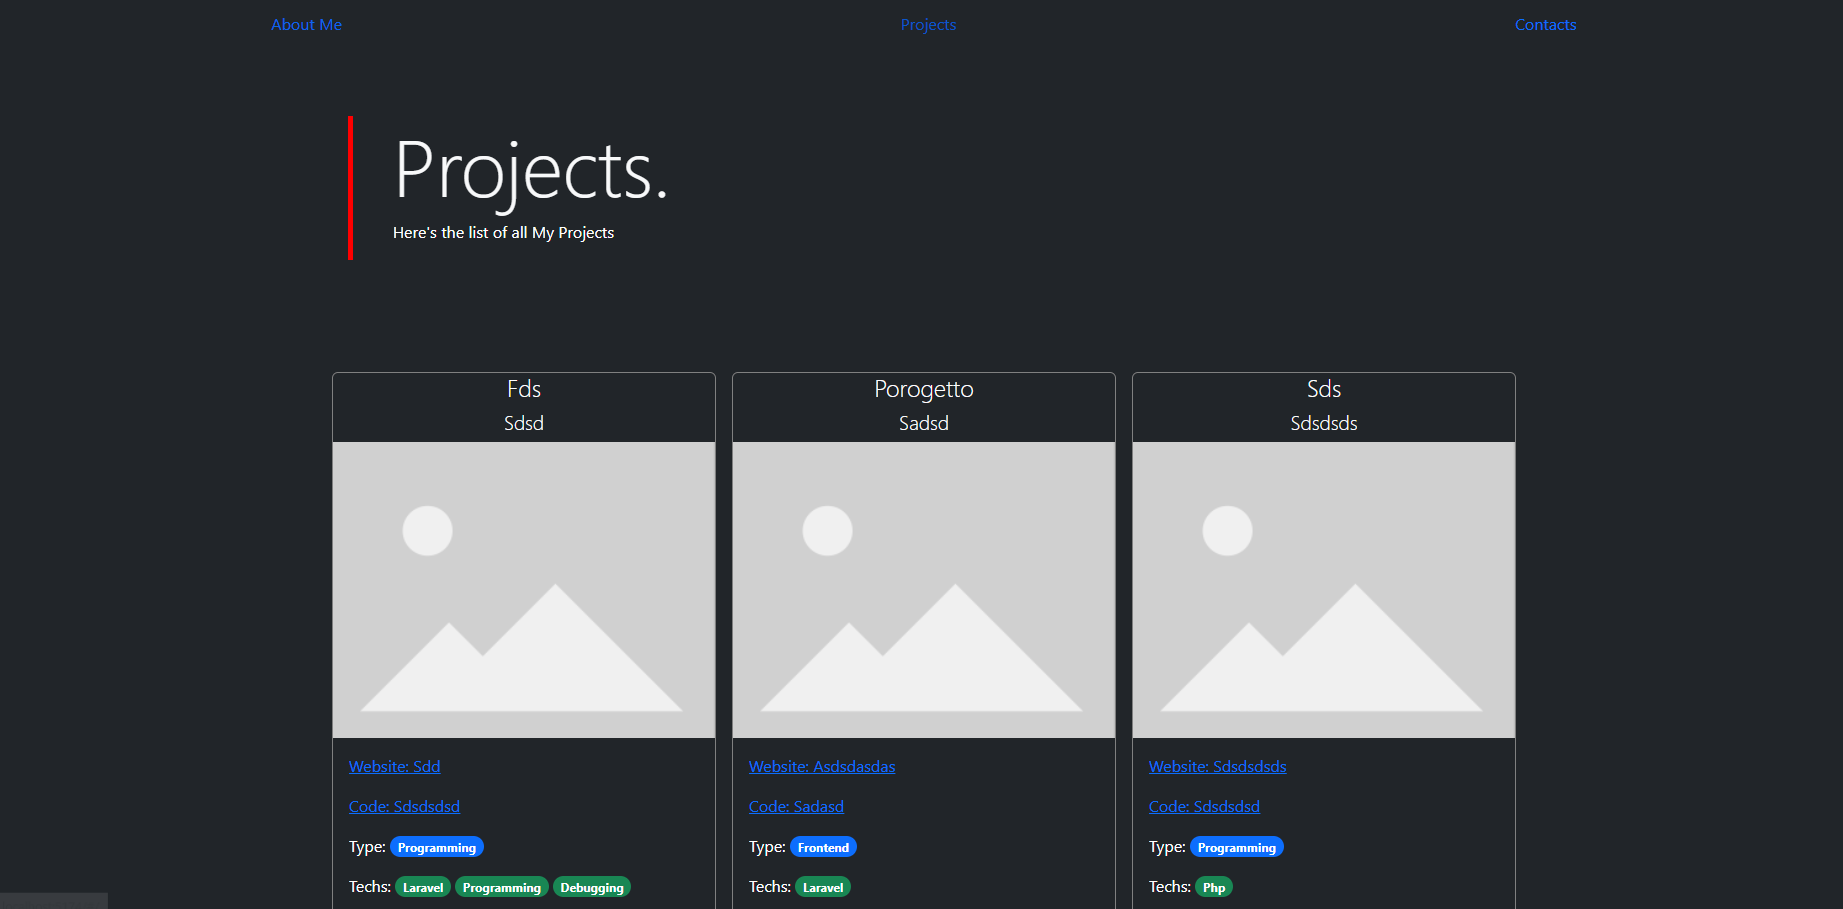 About Me Projects Contacts
Projects.
Here's the list of all My Projects
Fds
Sdsd
Website: Sdd
Code: Sdsdsdsd
Type: Programming
Techs: Laravel Programming Debugging
Porogetto
Sadsd
Website: Asdsdasdas
Code: Sadasd
Type: Frontend
Techs: Laravel
Sds
Sdsdsds
Website: Sdsdsdsds
Code: Sdsdsdsd
Type: Programming
Techs: Php